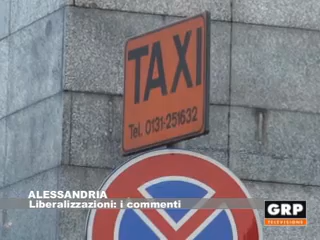 TAXI
Tel. 0131-251632
ALESSANDRIA
Liberalizzazioni: i commenti
GRP
TELEVISIONE